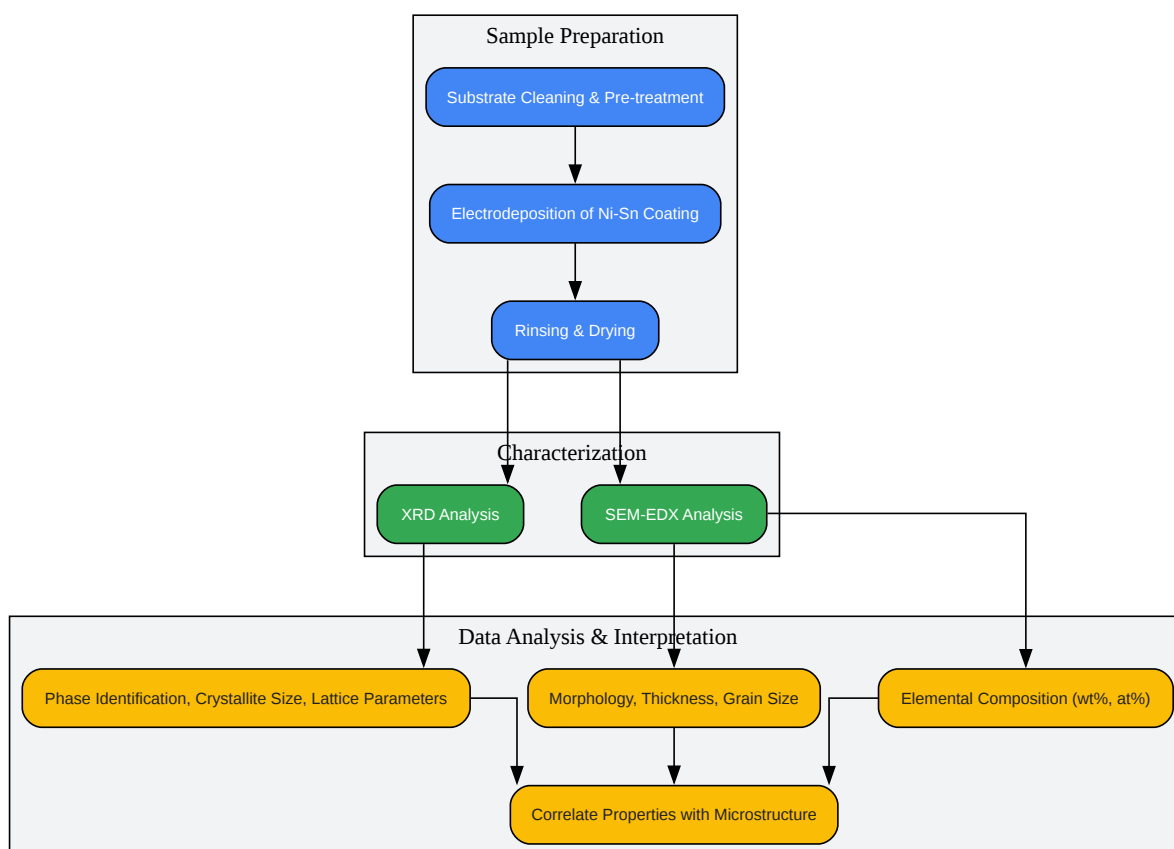 Sample Preparation
Substrate Cleaning & Pre-treatment
Electrodeposition of Ni-Sn Coating
Rinsing & Drying
Characterization
XRD Analysis
SEM-EDX Analysis
Data Analysis & Interpretation
Phase Identification, Crystallite Size, Lattice Parameters
Morphology, Thickness, Grain Size
Elemental Composition (wt%, at%)
Correlate Properties with Microstructure